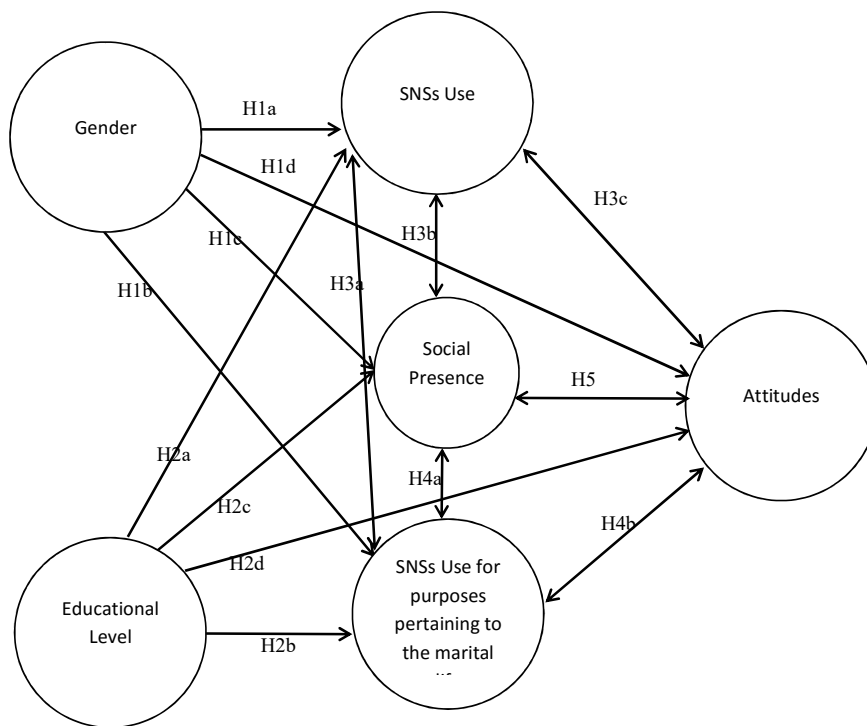 SNSs Use
Gender
H1a
H1d
H3c
H1c
H3b
H1b
H3a
Social
Presence
H5
Attitudes
H2a
H4a
H2c
H4b
H2d
SNSs Use for
purposes
pertaining to
the marital
Educational
Level
H2b